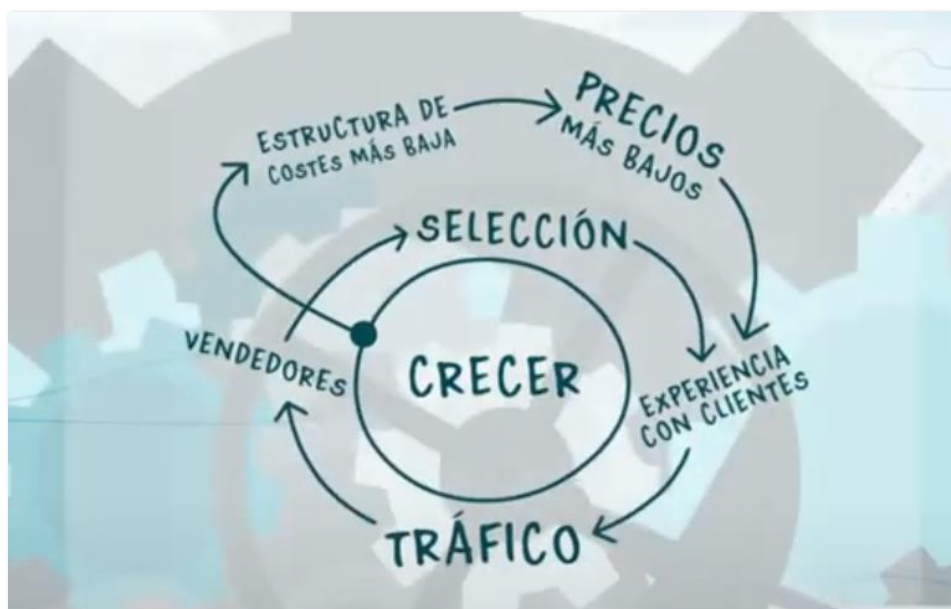 ESTRUCTURA DE
COSTES MÁS BAJA
PRECIOS
MÁS BAJOS
SELECCIÓN
VENDEDORES
CRECER
EXPERIENCIA
CON CLIENTES
TRÁFICO